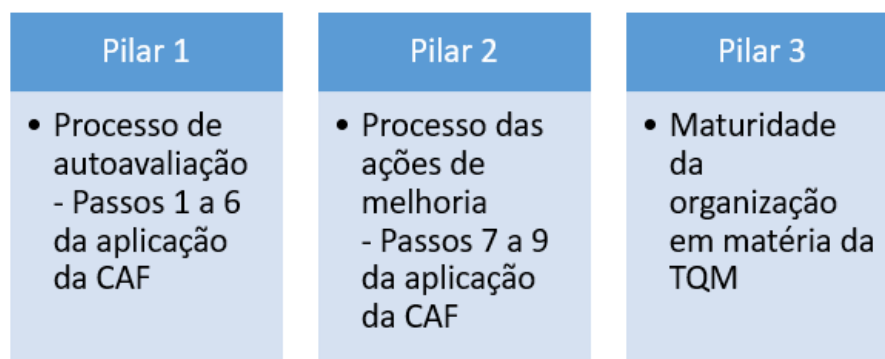 Pilar 1
• Processo de
autoavaliação
- Passos 1 a 6
da aplicação
da CAF
Pilar 2
• Processo das
ações de
melhoria
- Passos 7 a 9
da aplicação
da CAF
Pilar 3
• Maturidade
da
organização
em matéria da
TQM